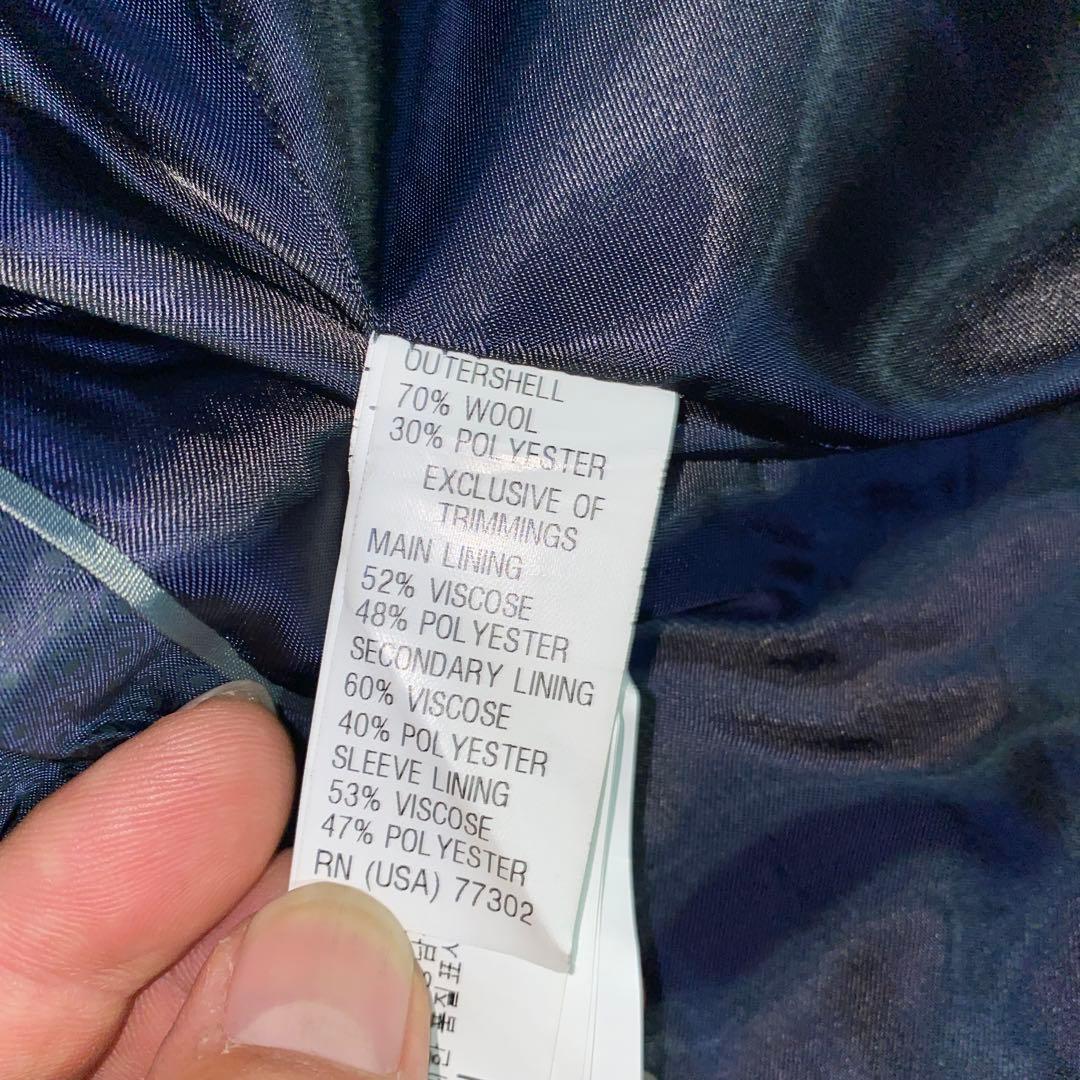 OUTERSHELL
70% WOOL
30% POLYESTER
EXCLUSIVE OF
TRIMMINGS
MAIN LINING
52% VISCOSE
48% POLYESTER
SECONDARY LINING
60% VISCOSE
40% POLYESTER
SLEEVE LINING
53% VISCOSE
47% POLYESTER
RN (USA) 77302